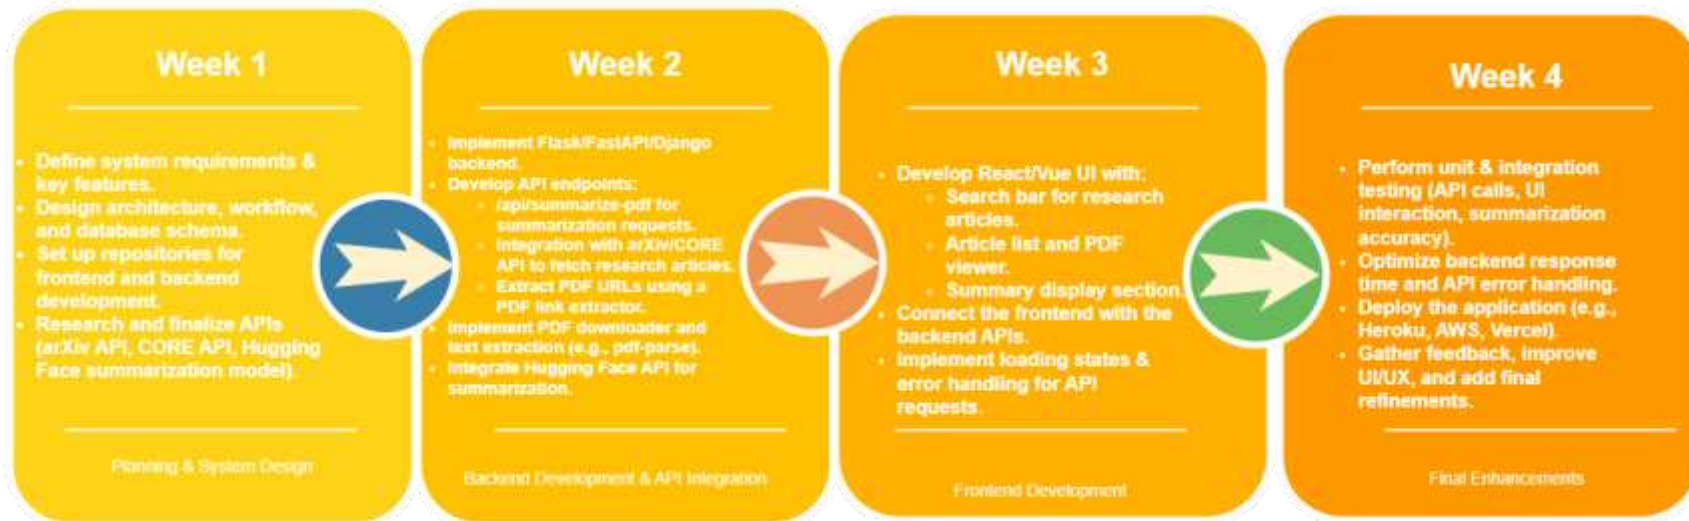 Week 1
• Define system requirements &
key features.
• Design architecture, workflow,
and database schema.
• Set up repositories for
frontend and backend
development.
• Research and finalize APIs
(arXiv API, CORE API, Hugging
Face summarization model).
Planning & System Design
Week 2
• Implement Flask/FastAPI/Django
backend.
• Develop API endpoints:
◦ /api/summarize-pdf for
summarization requests.
◦ Integration with arXiv/CORE
API to fetch research articles.
◦ Extract PDF URLs using a
PDF link extractor.
• Implement PDF downloader and
text extraction (e.g., pdf-parse).
• Integrate Hugging Face API for
summarization.
Backend Development & API Integration
Week 3
• Develop React/Vue UI with:
◦ Search bar for research
articles.
◦ Article list and PDF
viewer.
◦ Summary display section.
• Connect the frontend with the
backend APIs.
• Implement loading states &
error handling for API
requests.
Frontend Development
Week 4
• Perform unit & integration
testing (API calls, UI
interaction, summarization
accuracy).
• Optimize backend response
time and API error handling.
• Deploy the application (e.g.,
Heroku, AWS, Vercel).
• Gather feedback, improve
UI/UX, and add final
refinements.
Final Enhancements